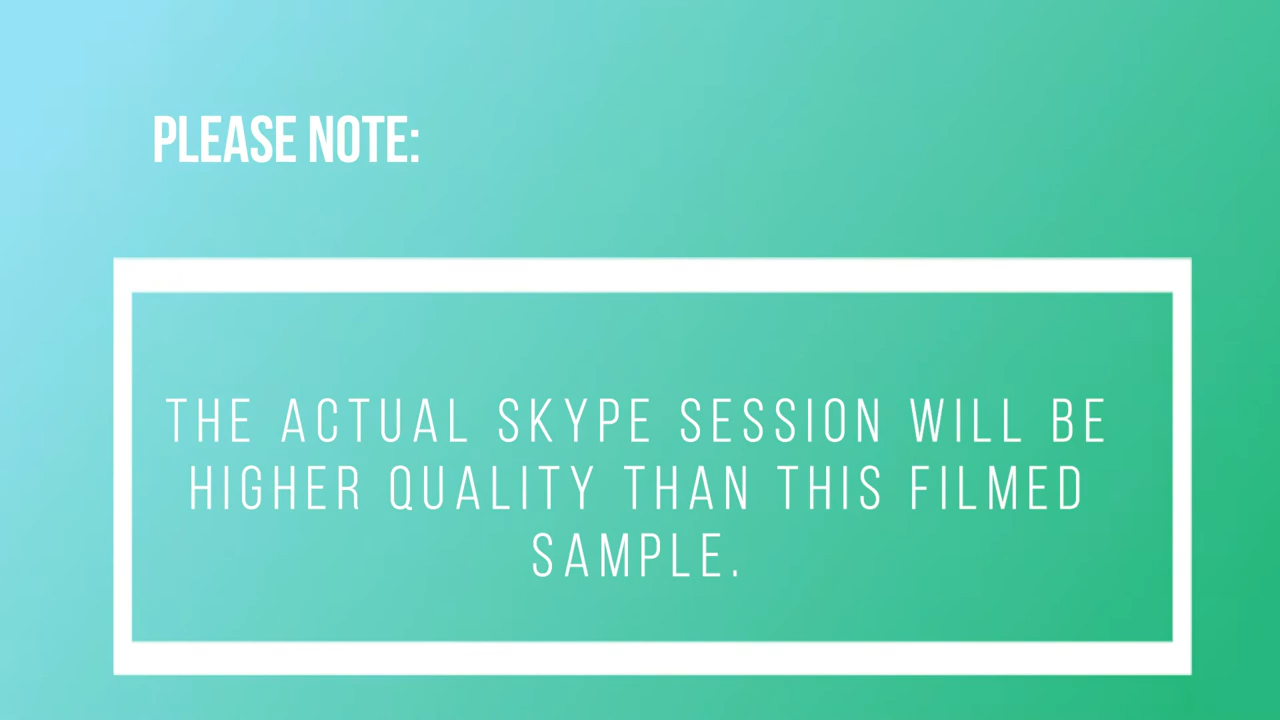 PLEASE NOTE:
THE ACTUAL SKYPE SESSION WILL BE
HIGHER QUALITY THAN THIS FILMED
SAMPLE.